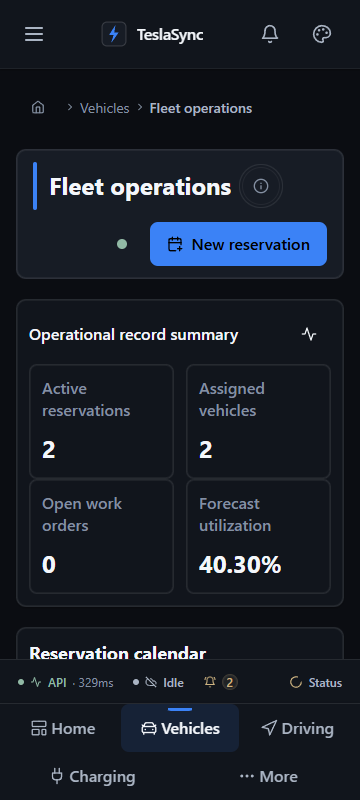 TeslaSync
Vehicles
Fleet operations
Fleet operations
New reservation
Operational record summary
Active
reservations
2
Assigned
vehicles
2
Open work
orders
0
Forecast
utilization
40.30%
Reservation calendar
API · 329ms
Idle
2
Status
Home
Vehicles
Driving
Charging
More